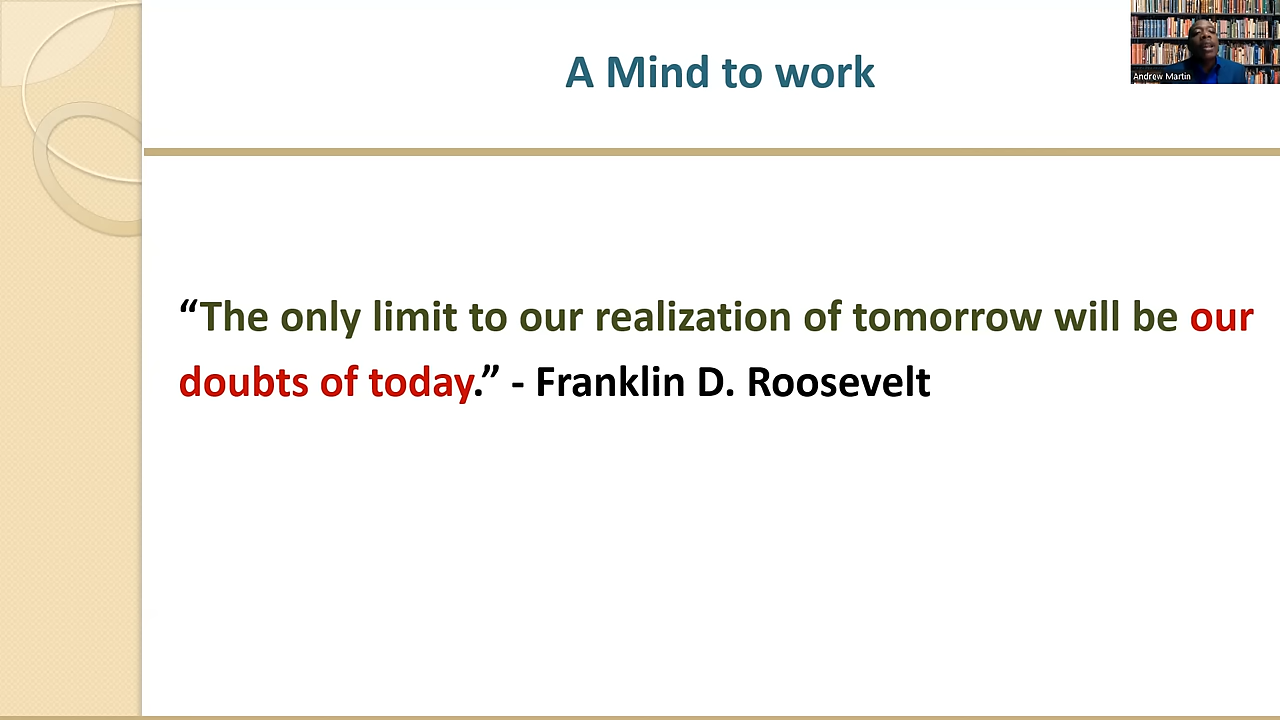 A Mind to work
Andrew Martin
“The only limit to our realization of tomorrow will be our
doubts of today.” - Franklin D. Roosevelt